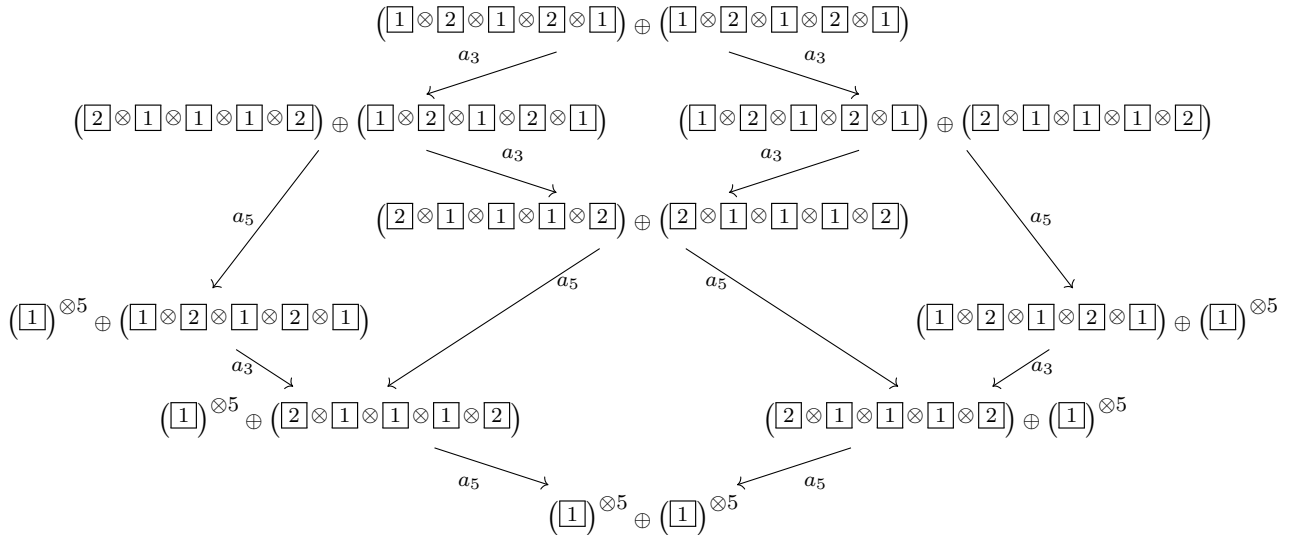 (1 ⊗ 2 ⊗ 1 ⊗ 2 ⊗ 1) ⊕ (1 ⊗ 2 ⊗ 1 ⊗ 2 ⊗ 1)
a₃ a₃
(2 ⊗ 1 ⊗ 1 ⊗ 1 ⊗ 2) ⊕ (1 ⊗ 2 ⊗ 1 ⊗ 2 ⊗ 1) (1 ⊗ 2 ⊗ 1 ⊗ 2 ⊗ 1) ⊕ (2 ⊗ 1 ⊗ 1 ⊗ 1 ⊗ 2)
a₃ a₃
a₅ (2 ⊗ 1 ⊗ 1 ⊗ 1 ⊗ 2) ⊕ (2 ⊗ 1 ⊗ 1 ⊗ 1 ⊗ 2) a₅
a₅ a₅
(1)^⊗5 ⊕ (1 ⊗ 2 ⊗ 1 ⊗ 2 ⊗ 1) (1 ⊗ 2 ⊗ 1 ⊗ 2 ⊗ 1) ⊕ (1)^⊗5
a₃ a₃
(1)^⊗5 ⊕ (2 ⊗ 1 ⊗ 1 ⊗ 1 ⊗ 2) (2 ⊗ 1 ⊗ 1 ⊗ 1 ⊗ 2) ⊕ (1)^⊗5
a₅ a₅
(1)^⊗5 ⊕ (1)^⊗5